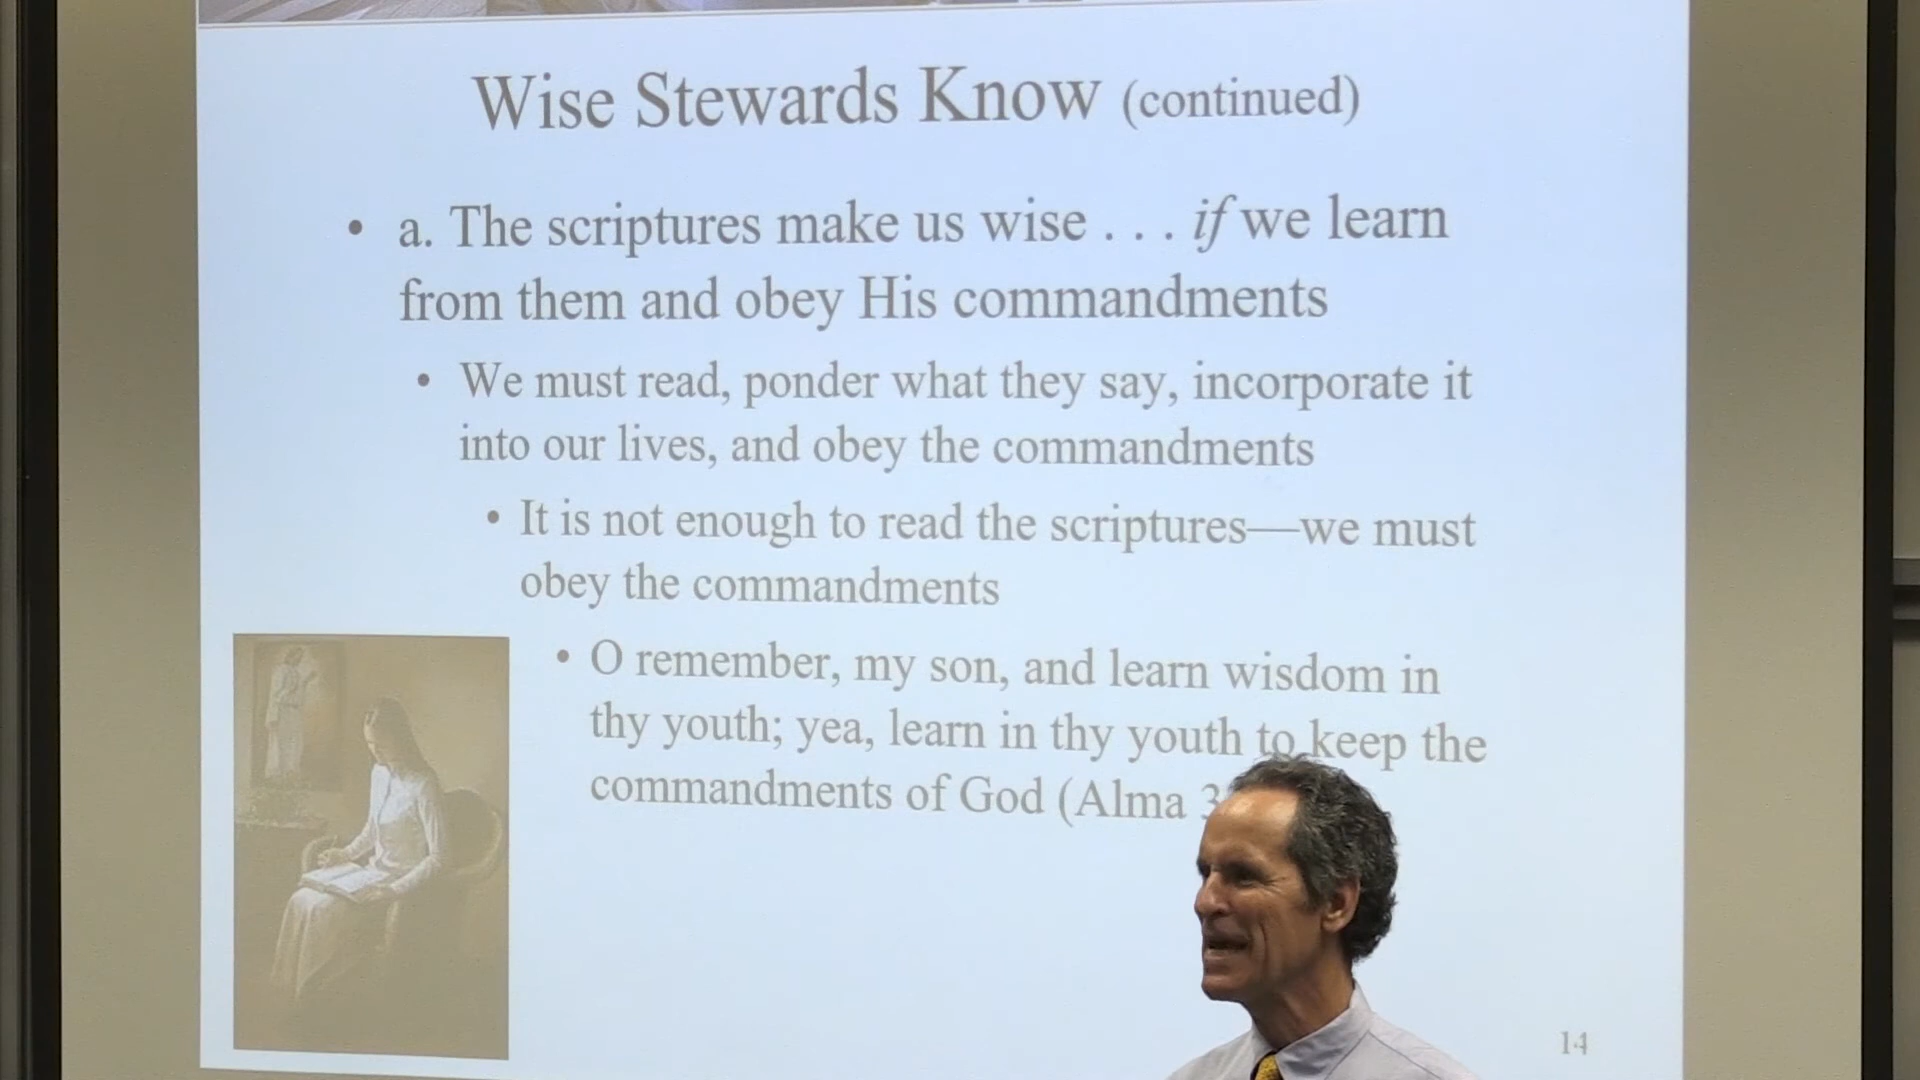 Wise Stewards Know (continued)
• a. The scriptures make us wise . . . if we learn
from them and obey His commandments
• We must read, ponder what they say, incorporate it
into our lives, and obey the commandments
• It is not enough to read the scriptures—we must
obey the commandments
• O remember, my son, and learn wisdom in
thy youth; yea, learn in thy youth to keep the
commandments of God (Alma
14